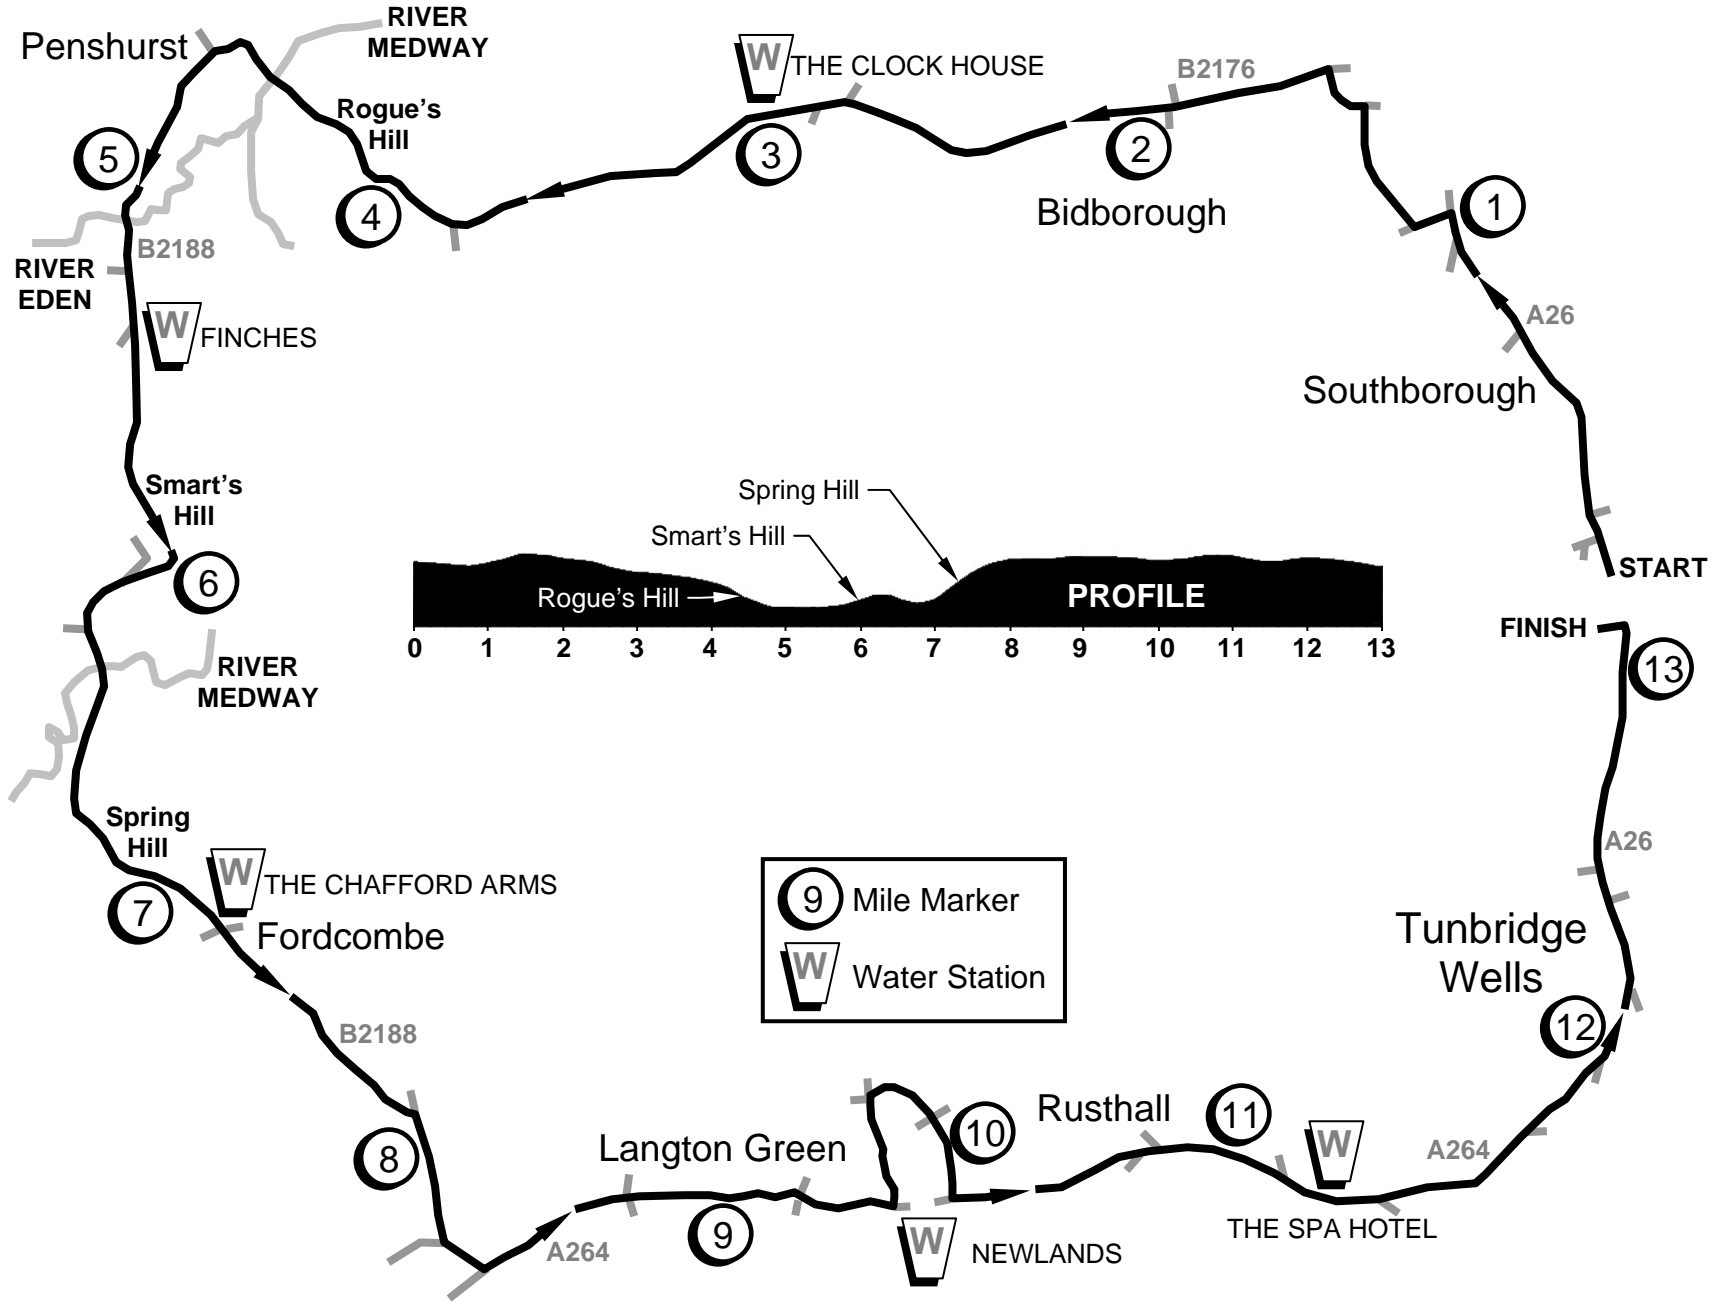 RIVER
MEDWAY
Penshurst
W
THE CLOCK HOUSE
B2176
Rogue's
Hill
5
3
2
4
1
Bidborough
B2188
RIVER
EDEN
W
FINCHES
A26
Southborough
Smart's
Hill
6
Spring Hill
Smart's Hill
Rogue's Hill
PROFILE
0 1 2 3 4 5 6 7 8 9 10 11 12 13
START
FINISH
13
RIVER
MEDWAY
Spring
Hill
W
THE CHAFFORD ARMS
7
Fordcombe
9 Mile Marker
W Water Station
A26
Tunbridge
Wells
12
B2188
8
Langton Green
10
Rusthall
11
W
A264
9
A264
W
NEWLANDS
THE SPA HOTEL